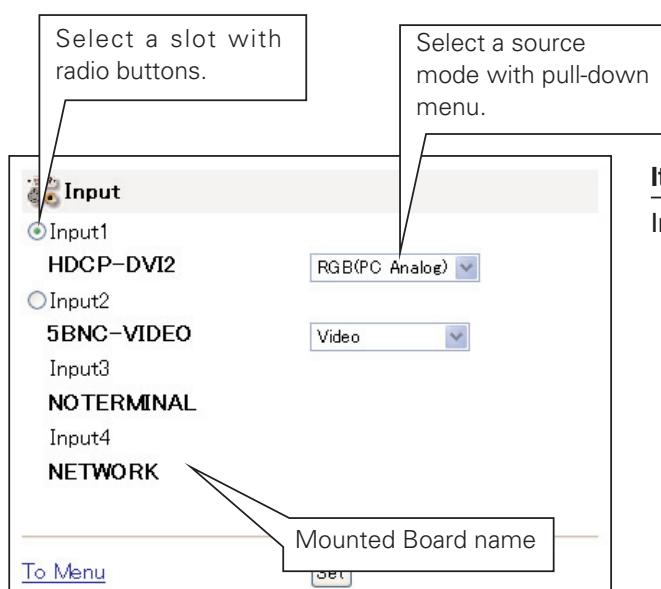 Select a slot with
radio buttons.
Select a source
mode with pull-down
menu.
Input
Input1
HDCP-DVI2
RGB(PC Analog)
Input2
5BNC-VIDEO
Video
Input3
NOTERMINAL
Input4
NETWORK
Mounted Board name
To Menu
Set